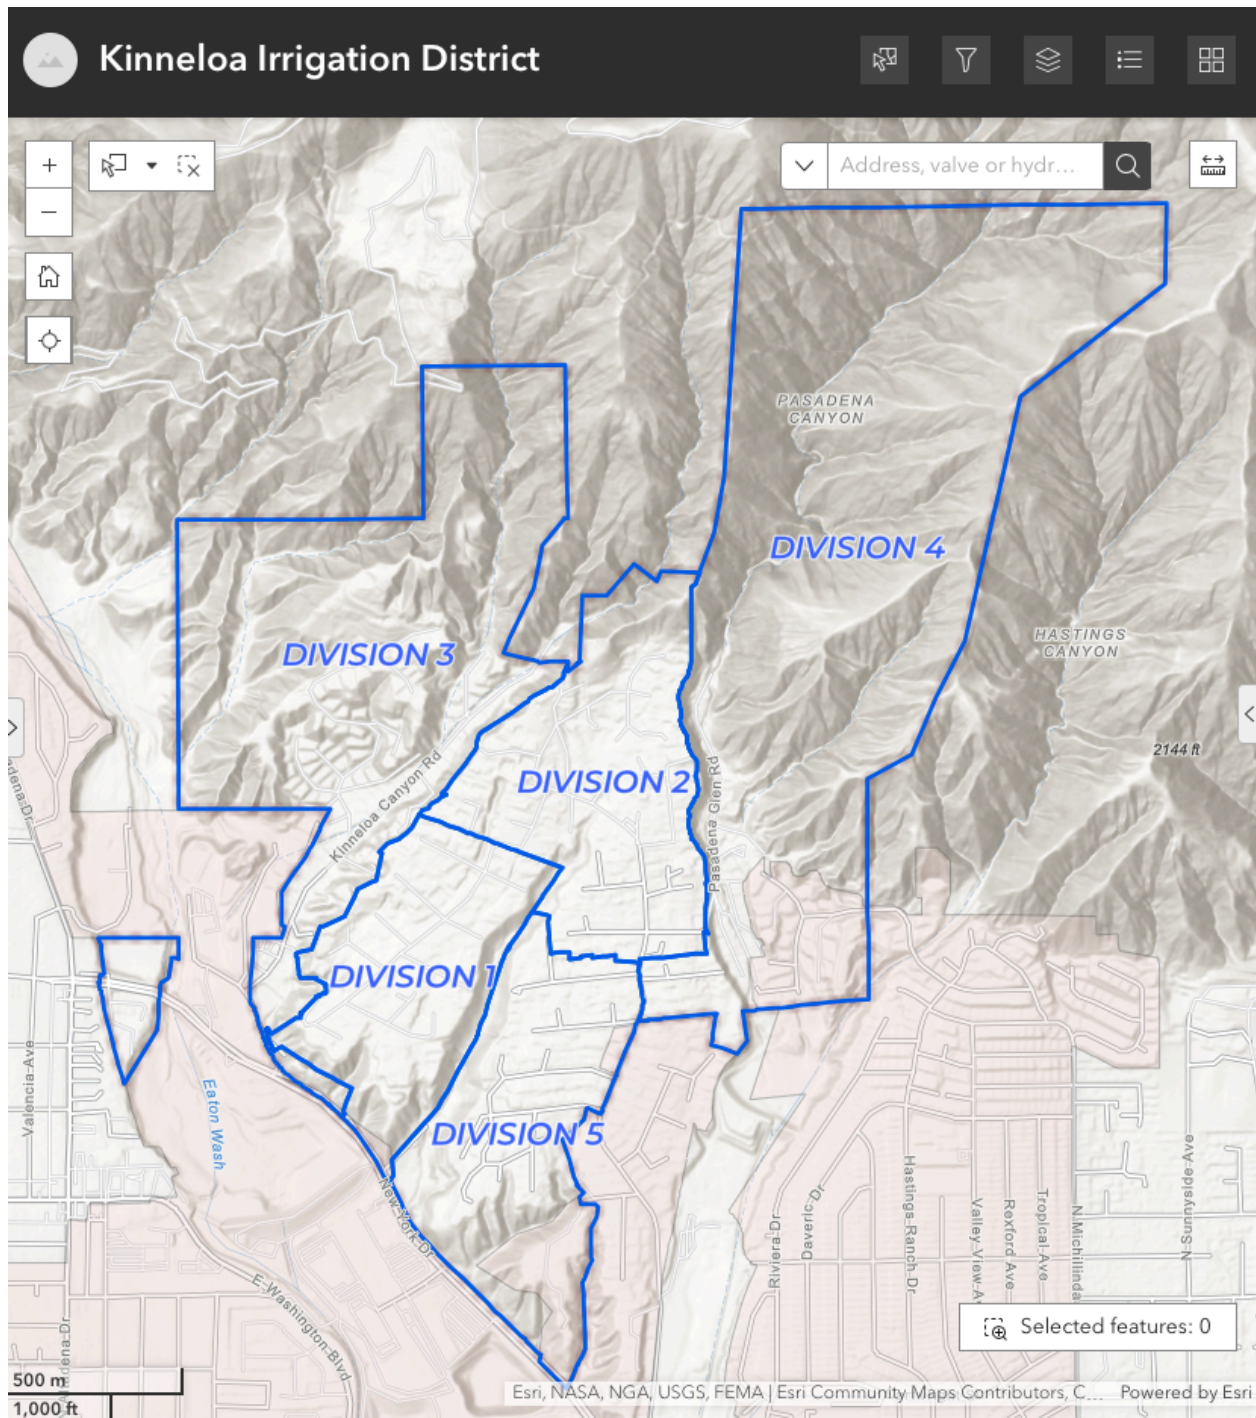 Kinneloa Irrigation District
Address, valve or hydr...
PASADENA
CANYON
DIVISION 4
HASTINGS
CANYON
DIVISION 3
2144 ft
DIVISION 2
Kinneloa Canyon Rd
Pasadena Glen Rd
DIVISION 1
Valencia Ave
Eaton Wash
DIVISION 5
New York Dr
E Washington Blvd
Riviera Dr
Daveric Dr
Hastings Ranch Dr
Valley View A
Rexford Ave
Tropical Ave
N Michillinda
N Sunnyside Ave
Selected features: 0
500 m
1,000 ft
Esri, NASA, NGA, USGS, FEMA | Esri Community Maps Contributors, C... Powered by Esri